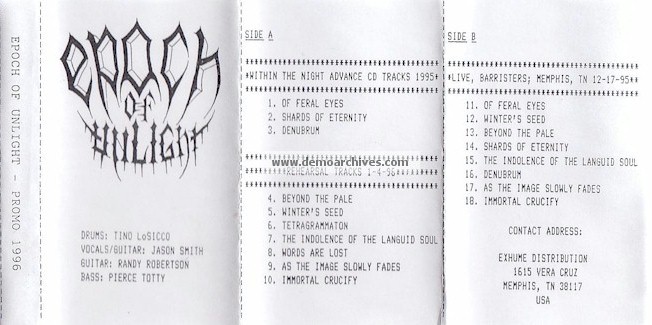 EPOCH OF UNLIGHT - PROMO 1996
EPOCH
OF
UNLIGHT
DRUMS: TINO LoSICCO
VOCALS/GUITAR: JASON SMITH
GUITAR: RANDY ROBERTSON
BASS: PIERCE TOTTY
SIDE A
*WITHIN THE NIGHT ADVANCE CD TRACKS 1995*
1. OF FERAL EYES
2. SHARDS OF ETERNITY
3. DENUBRUM
www.demoarchives.com
REHEARSAL TRACKS 1-4-96
4. BEYOND THE PALE
5. WINTER'S SEED
6. TETRAGRAMMATON
7. THE INDOLENCE OF THE LANGUID SOUL
8. WORDS ARE LOST
9. AS THE IMAGE SLOWLY FADES
10. IMMORTAL CRUCIFY
SIDE B
*LIVE, BARRISTERS; MEMPHIS, TN 12-17-95**
11. OF FERAL EYES
12. WINTER'S SEED
13. BEYOND THE PALE
14. SHARDS OF ETERNITY
15. THE INDOLENCE OF THE LANGUID SOUL
16. DENUBRUM
17. AS THE IMAGE SLOWLY FADES
18. IMMORTAL CRUCIFY
CONTACT ADDRESS:
EXHUME DISTRIBUTION
1615 VERA CRUZ
MEMPHIS, TN 38117
USA